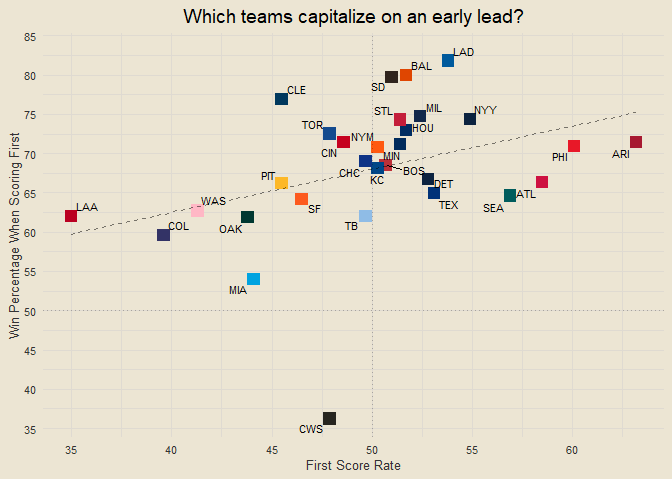 Which teams capitalize on an early lead?
85
80
75
70
65
60
55
50
45
40
35
Win Percentage When Scoring First
LAD
BAL
SD
CLE
STL
MIL
NYY
TOR
HOU
NYM
CIN
MIN
PHI
ARI
CHC
KC
BOS
PIT
DET
ATL
LAA
WAS
SF
TEX
SEA
COL
OAK
TB
MIA
CWS
35
40
45
50
55
60
First Score Rate